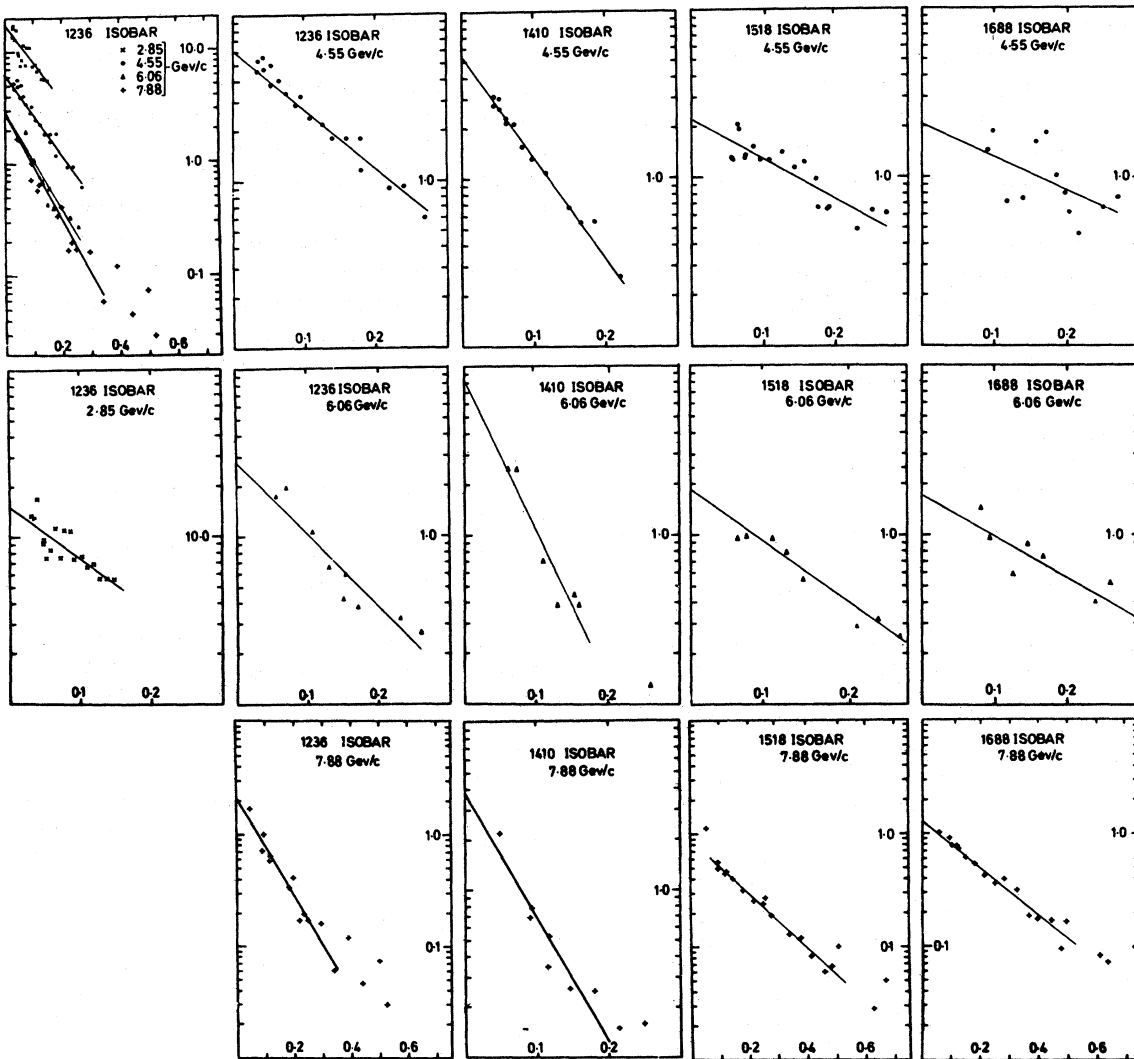 1236 ISOBAR
× 2·85
• 4·55
▲ 6·06
+ 7·88
Gev/c
10·0
1·0
0·1
0·2 0·4 0·6
1236 ISOBAR
4·55 Gev/c
1·0
0·1 0·2
1410 ISOBAR
4·55 Gev/c
1·0
0·1 0·2
1518 ISOBAR
4·55 Gev/c
1·0
0·1 0·2
1688 ISOBAR
4·55 Gev/c
1·0
0·1 0·2
1236 ISOBAR
2·85 Gev/c
10·0
0·1 0·2
1236 ISOBAR
6·06 Gev/c
1·0
0·1 0·2
1410 ISOBAR
6·06 Gev/c
1·0
0·1 0·2
1518 ISOBAR
6·06 Gev/c
1·0
0·1 0·2
1688 ISOBAR
6·06 Gev/c
1·0
0·1 0·2
1236 ISOBAR
7·88 Gev/c
1·0
0·1
0·2 0·4 0·6
1410 ISOBAR
7·88 Gev/c
1·0
0·1 0·2
1518 ISOBAR
7·88 Gev/c
1·0
0·1
0·2 0·4 0·6
1688 ISOBAR
7·88 Gev/c
1·0
0·1
0·2 0·4 0·6